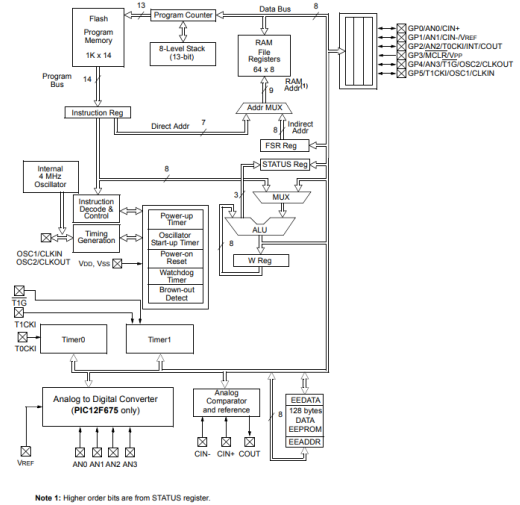 13
Program Counter
Data Bus
8
Flash
Program
Memory
1K x 14
8-Level Stack
(13-bit)
RAM
File
Registers
64 x 8
GP0/AN0/CIN+
GP1/AN1/CIN-/VREF
GP2/AN2/T0CKI/INT/COUT
GP3/MCLR/VPP
GP4/AN3/T1G/OSC2/CLKOUT
GP5/T1CKI/OSC1/CLKIN
Program
Bus
14
RAM
Addr(1)
9
Addr MUX
Instruction Reg
Direct Addr
7
8
Indirect
Addr
FSR Reg
STATUS Reg
8
Internal
4 MHz
Oscillator
3
MUX
Instruction
Decode &
Control
Power-up
Timer
ALU
Timing
Generation
Oscillator
Start-up Timer
8
OSC1/CLKIN
OSC2/CLKOUT
VDD, VSS
Power-on
Reset
W Reg
Watchdog
Timer
Brown-out
Detect
T1G
T1CKI
T0CKI
Timer0
Timer1
Analog to Digital Converter
(PIC12F675 only)
Analog
Comparator
and reference
8
EEDATA
128 bytes
DATA
EEPROM
EEADDR
VREF
AN0 AN1 AN2 AN3
CIN- CIN+ COUT
Note 1: Higher order bits are from STATUS register.